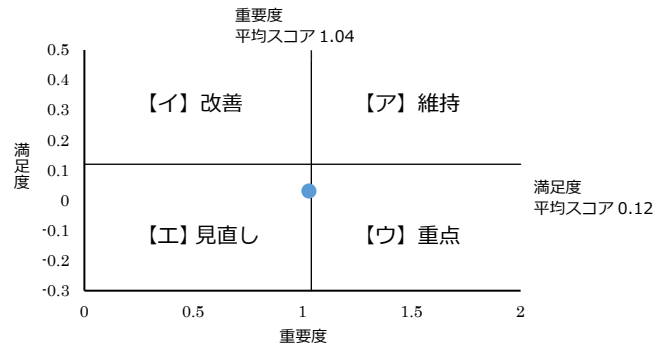 重要度
平均スコア 1.04
0.5
0.4
0.3
0.2
0.1
0
-0.1
-0.2
-0.3
満足度
【イ】改善
【ア】維持
【エ】見直し
【ウ】重点
満足度
平均スコア 0.12
0
0.5
1
1.5
2
重要度